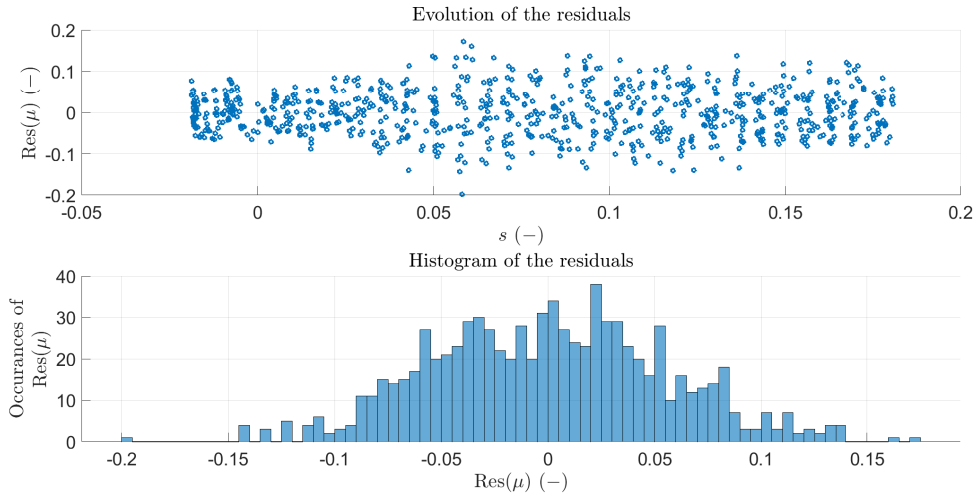 Evolution of the residuals
0.2
0.1
0
-0.1
-0.2
Res(μ) (−)
-0.05 0 0.05 0.1 0.15 0.2
s (−)
Histogram of the residuals
40
30
20
10
0
Occurances of
Res(μ)
-0.2 -0.15 -0.1 -0.05 0 0.05 0.1 0.15
Res(μ) (−)